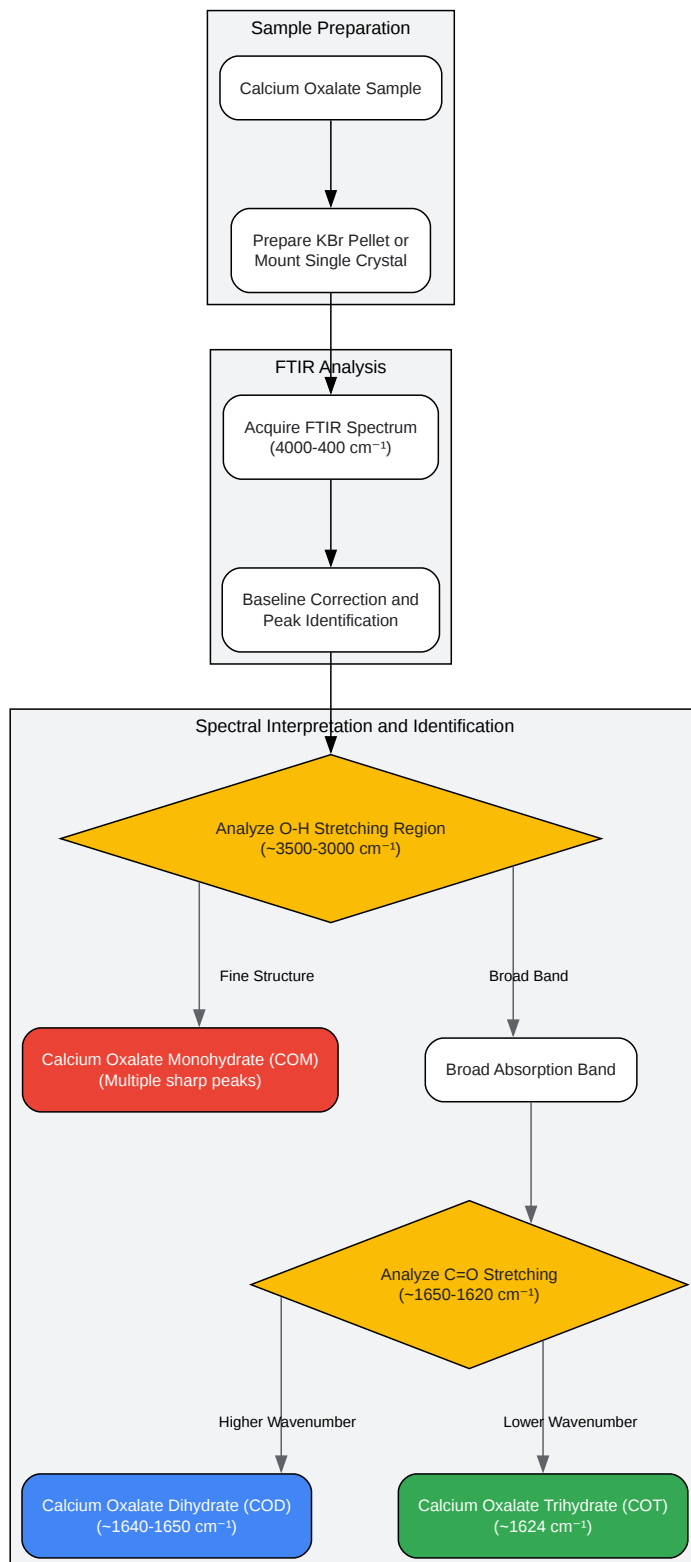 Sample Preparation
Calcium Oxalate Sample
Prepare KBr Pellet or
Mount Single Crystal
FTIR Analysis
Acquire FTIR Spectrum
(4000-400 cm⁻¹)
Baseline Correction and
Peak Identification
Spectral Interpretation and Identification
Analyze O-H Stretching Region
(~3500-3000 cm⁻¹)
Fine Structure
Broad Band
Calcium Oxalate Monohydrate (COM)
(Multiple sharp peaks)
Broad Absorption Band
Analyze C=O Stretching
(~1650-1620 cm⁻¹)
Higher Wavenumber
Lower Wavenumber
Calcium Oxalate Dihydrate (COD)
(~1640-1650 cm⁻¹)
Calcium Oxalate Trihydrate (COT)
(~1624 cm⁻¹)